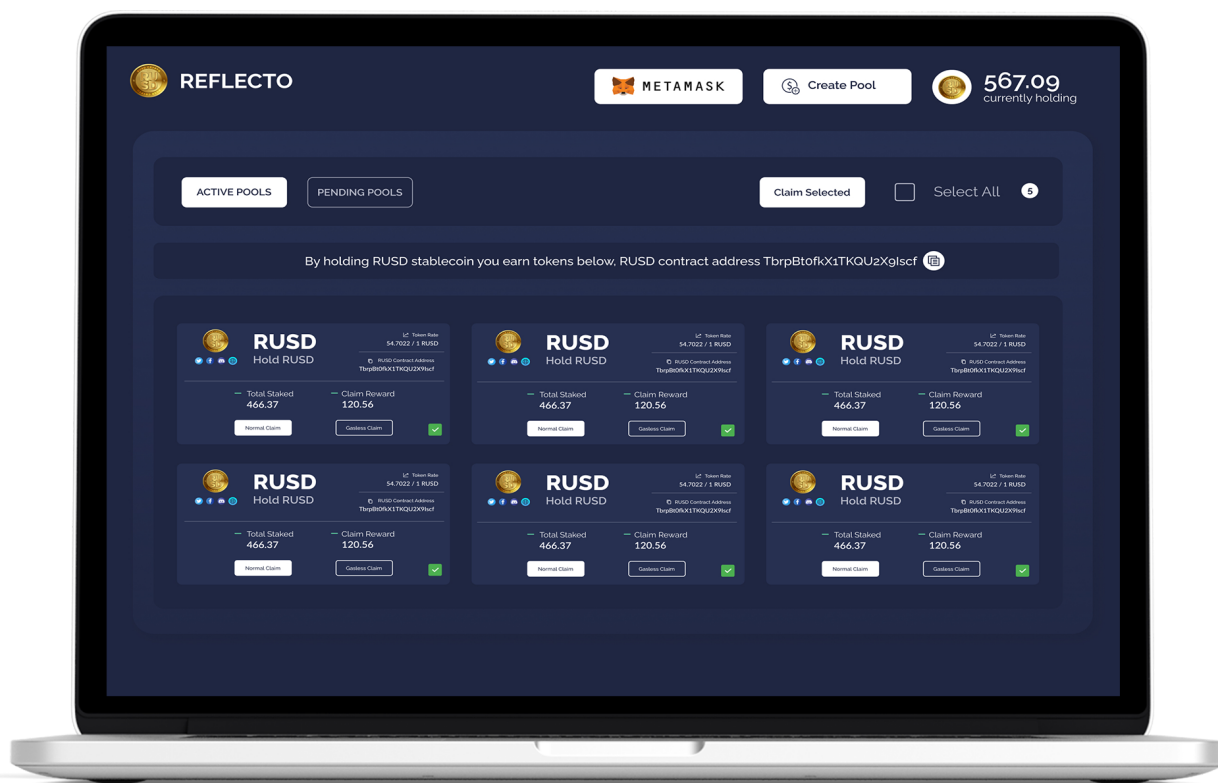 REFLECTO
METAMASK
Create Pool
567.09
currently holding
ACTIVE POOLS
PENDING POOLS
Claim Selected
Select All
5
By holding RUSD stablecoin you earn tokens below, RUSD contract address TbrpBt0fkX1TKQU2X9Iscf
RUSD
Hold RUSD
Token Rate
54.7022 / 1 RUSD
RUSD Contract Address
TbrpBt0fkX1TKQU2X9Iscf
Total Staked
466.37
Claim Reward
120.56
Normal Claim
Gasless Claim
RUSD
Hold RUSD
Token Rate
54.7022 / 1 RUSD
RUSD Contract Address
TbrpBt0fkX1TKQU2X9Iscf
Total Staked
466.37
Claim Reward
120.56
Normal Claim
Gasless Claim
RUSD
Hold RUSD
Token Rate
54.7022 / 1 RUSD
RUSD Contract Address
TbrpBt0fkX1TKQU2X9Iscf
Total Staked
466.37
Claim Reward
120.56
Normal Claim
Gasless Claim
RUSD
Hold RUSD
Token Rate
54.7022 / 1 RUSD
RUSD Contract Address
TbrpBt0fkX1TKQU2X9Iscf
Total Staked
466.37
Claim Reward
120.56
Normal Claim
Gasless Claim
RUSD
Hold RUSD
Token Rate
54.7022 / 1 RUSD
RUSD Contract Address
TbrpBt0fkX1TKQU2X9Iscf
Total Staked
466.37
Claim Reward
120.56
Normal Claim
Gasless Claim
RUSD
Hold RUSD
Token Rate
54.7022 / 1 RUSD
RUSD Contract Address
TbrpBt0fkX1TKQU2X9Iscf
Total Staked
466.37
Claim Reward
120.56
Normal Claim
Gasless Claim